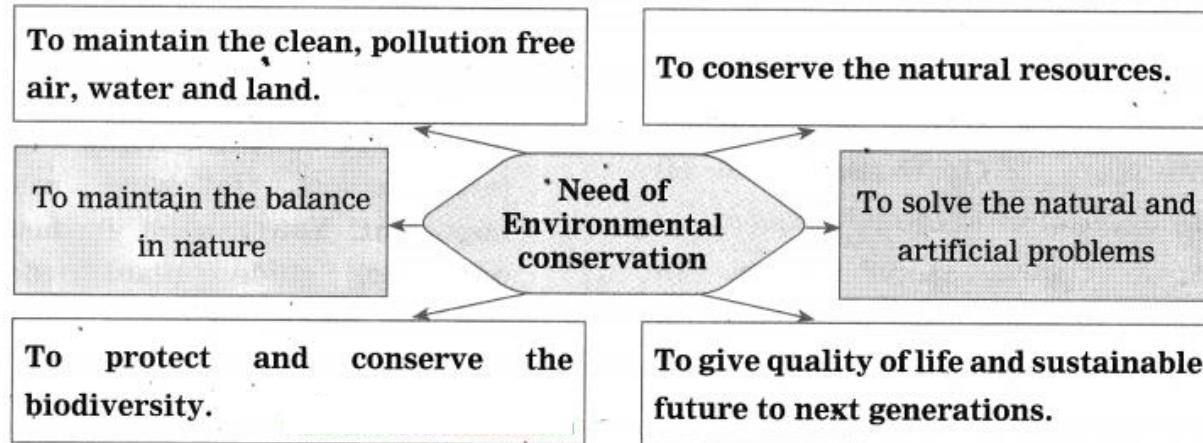 To maintain the clean, pollution free
air, water and land.
To conserve the natural resources.
To maintain the balance
in nature
Need of
Environmental
conservation
To solve the natural and
artificial problems
To protect and conserve the
biodiversity.
To give quality of life and sustainable
future to next generations.